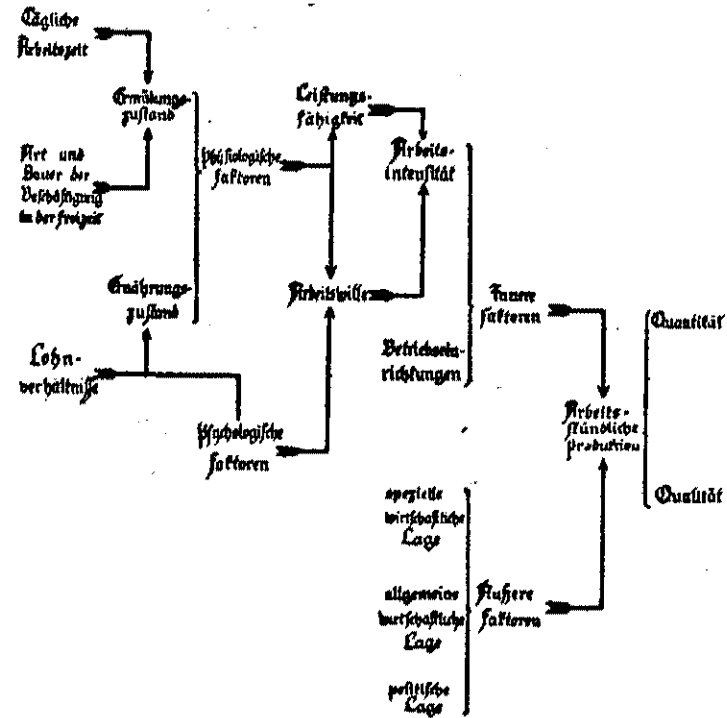 Tägliche
Arbeitszeit
Ermüdungs-
zustand
Art und
Dauer der
Beschäftigung
in der Freizeit
Physiologische
Faktoren
Leistungs-
fähigkeit
Arbeits-
intensität
Ernährungs-
zustand
Arbeitswille
Innere
Faktoren
Quantität
Lohn-
verhältnisse
Betriebsein-
richtungen
Psychologische
Faktoren
Arbeits-
stündliche
Produktion
Qualität
spezielle
wirtschaftliche
Lage
allgemeine
wirtschaftliche
Lage
Äußere
Faktoren
politische
Lage